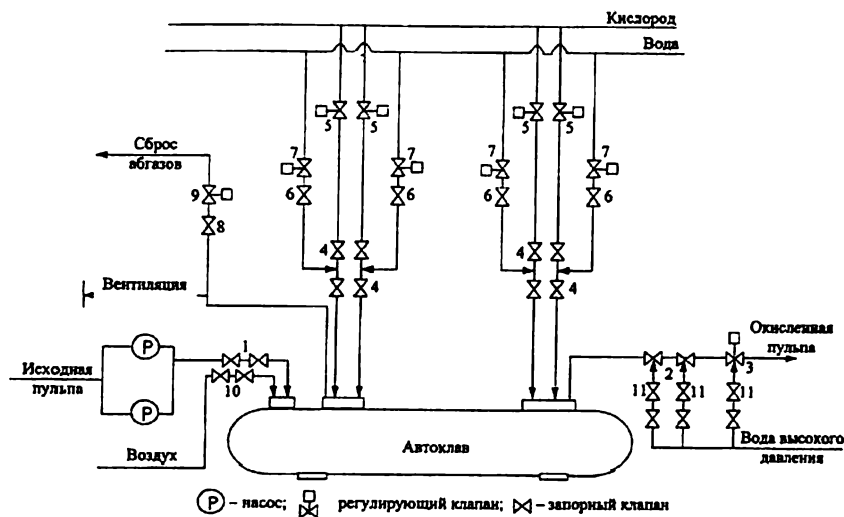 Кислород
Вода
5
5
5
5
Сброс
абгазов
7
7
7
7
6
6
6
6
9
8
4
4
4
4
Вентиляция
Исходная
пульпа
P
P
1
10
Воздух
Автоклав
Окисленная
пульпа
2
3
11
11
11
Вода высокого
давления
P – насос; регулирующий клапан; – запорный клапан